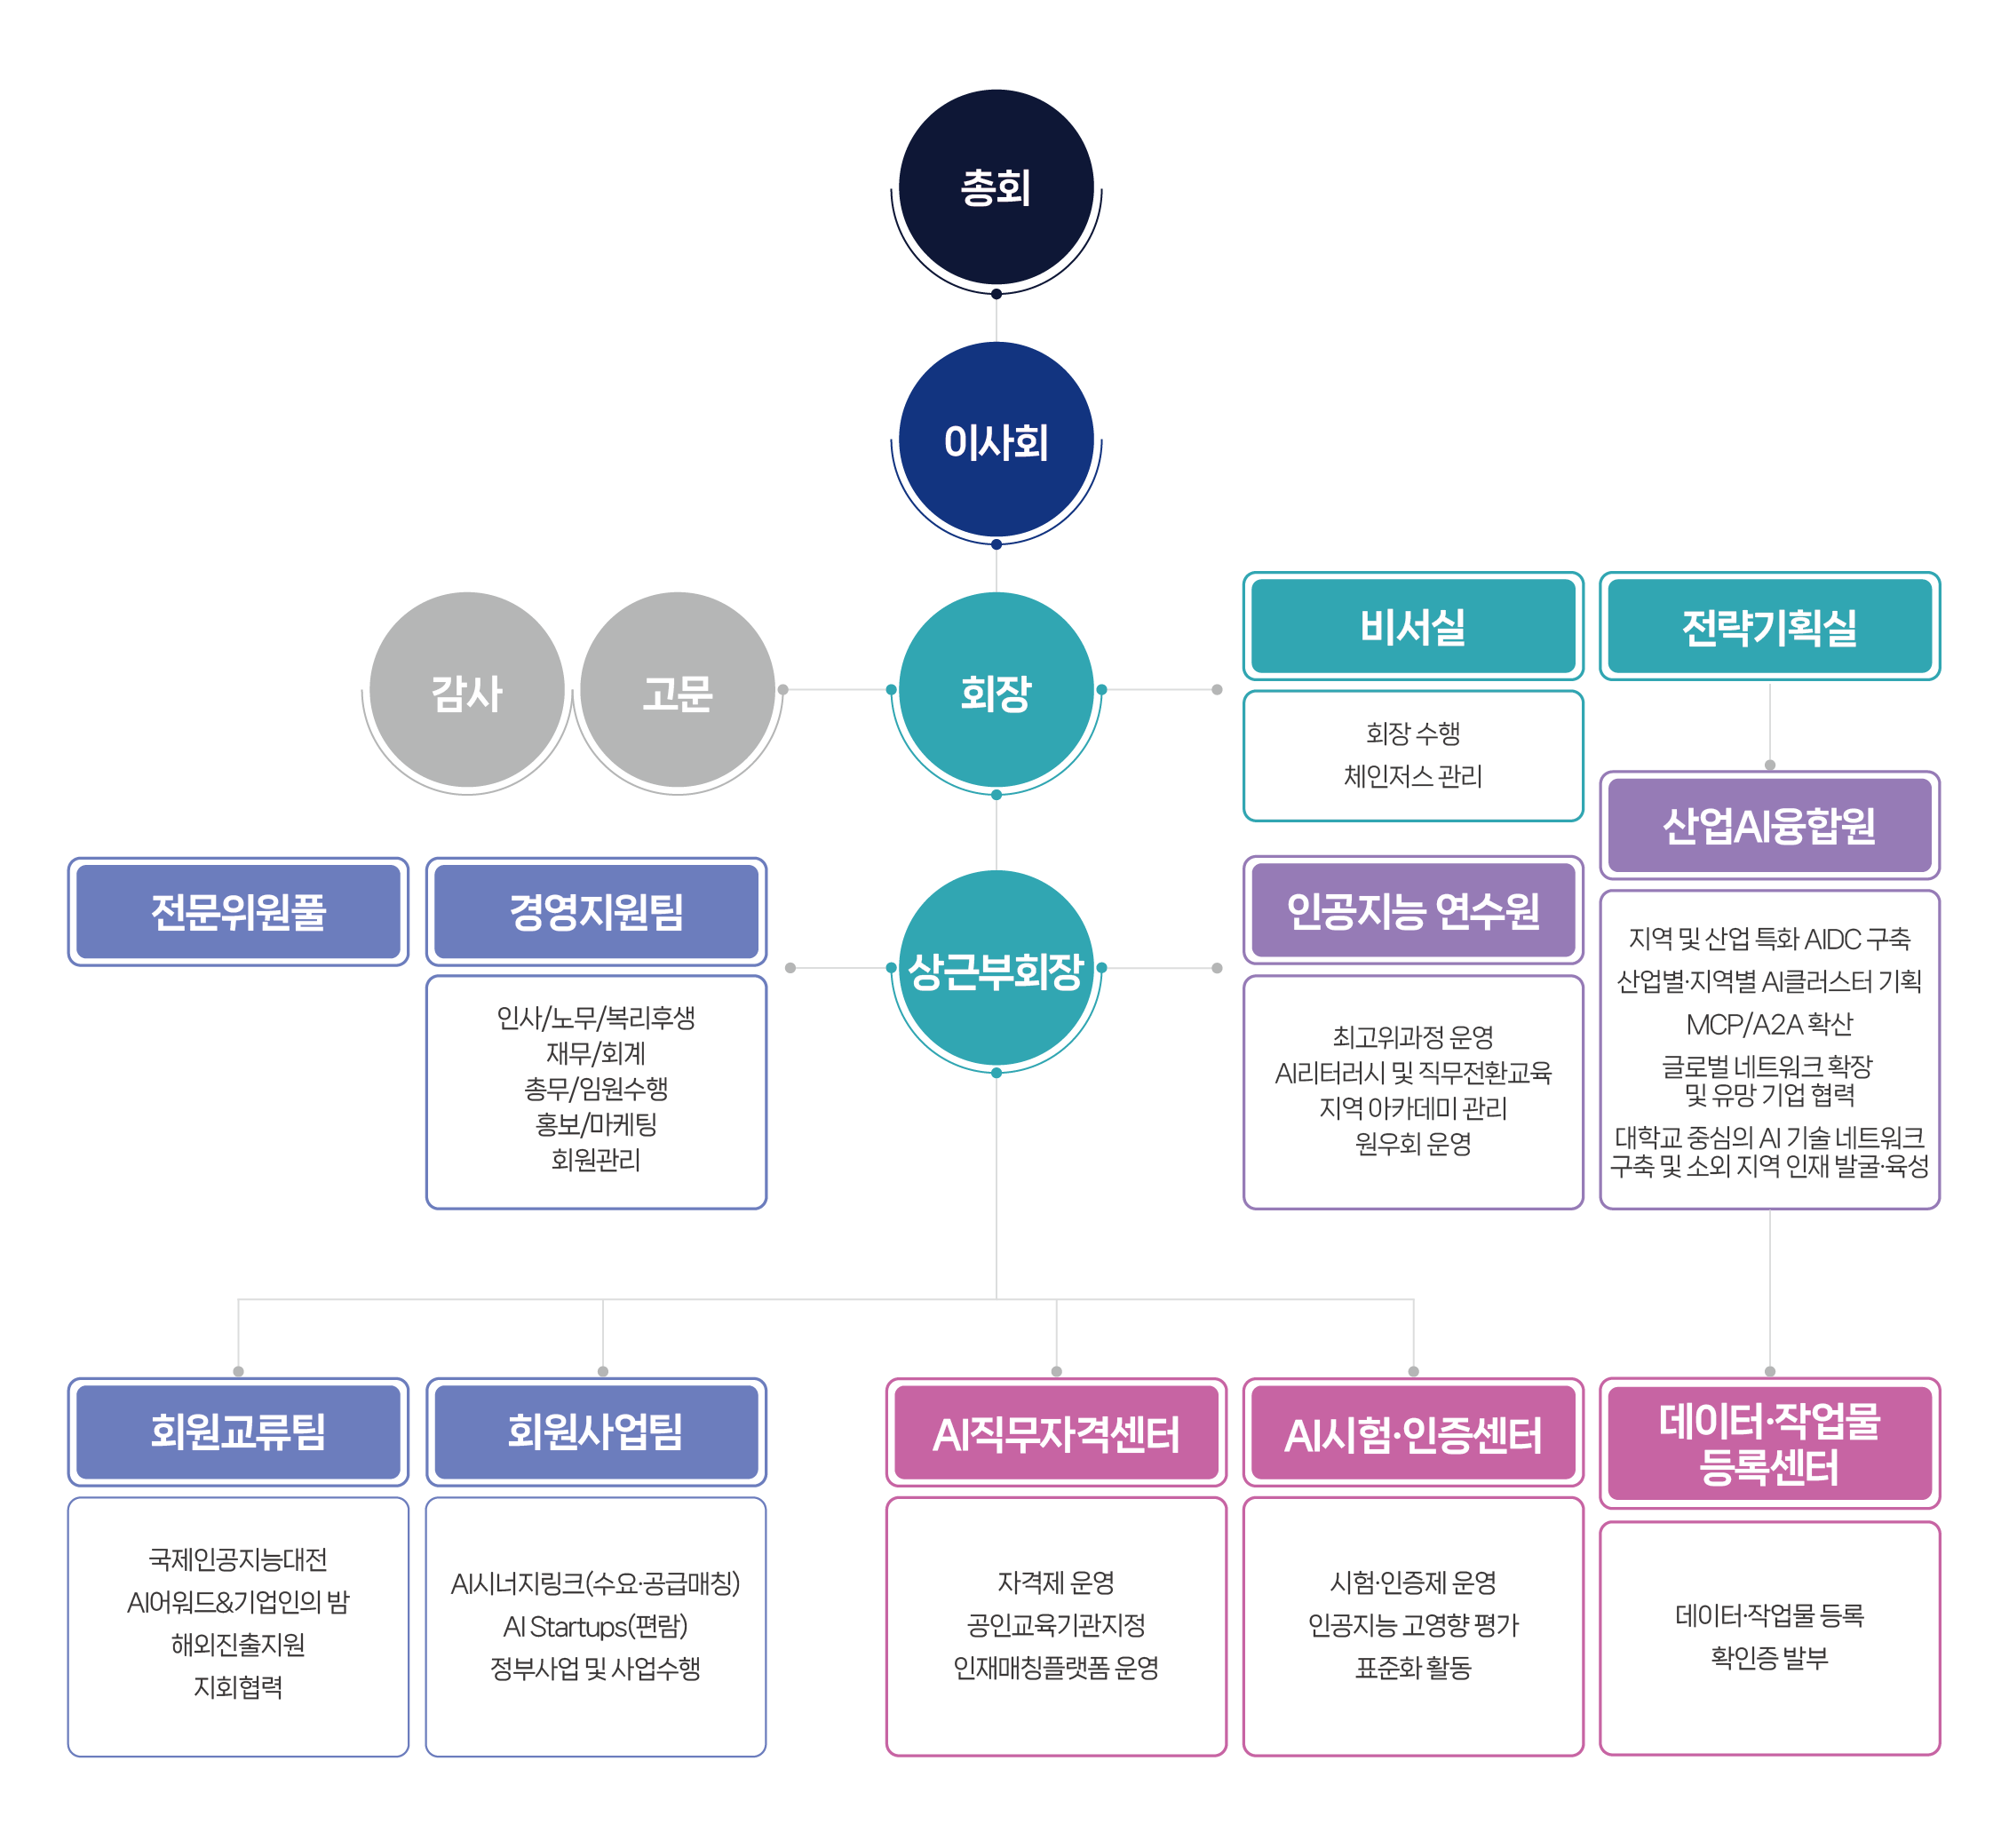 총회
이사회
감사
고문
회장
비서실
회장 수행
체인저스 관리
전략기획실
산업AI융합원
지역 및 산업 특화 AIDC 구축
산업별·지역별 AI클러스터 기획
MCP/A2A 확산
글로벌 네트워크 확장
및 유망 기업 협력
대학교 중심의 AI 기술 네트워크
구축 및 소외 지역 인재 발굴·육성
전문위원풀
경영지원팀
인사/노무/복리후생
재무/회계
총무/임원수행
홍보/마케팅
회원관리
상근부회장
인공지능 연수원
최고위과정 운영
AI리터러시 및 직무전환교육
지역 아카데미 관리
원우회 운영
회원교류팀
국제인공지능대전
AI어워드&기업인의 밤
해외진출지원
지회협력
회원사업팀
AI시너지링크(수요·공급매칭)
AI Startups(편람)
정부사업 및 사업수행
AI직무자격센터
자격제 운영
공인교육기관지정
인재매칭플랫폼 운영
AI시험·인증센터
시험·인증제 운영
인공지능 고영향 평가
표준화 활동
데이터·작업물
등록센터
데이터·작업물 등록
확인증 발부